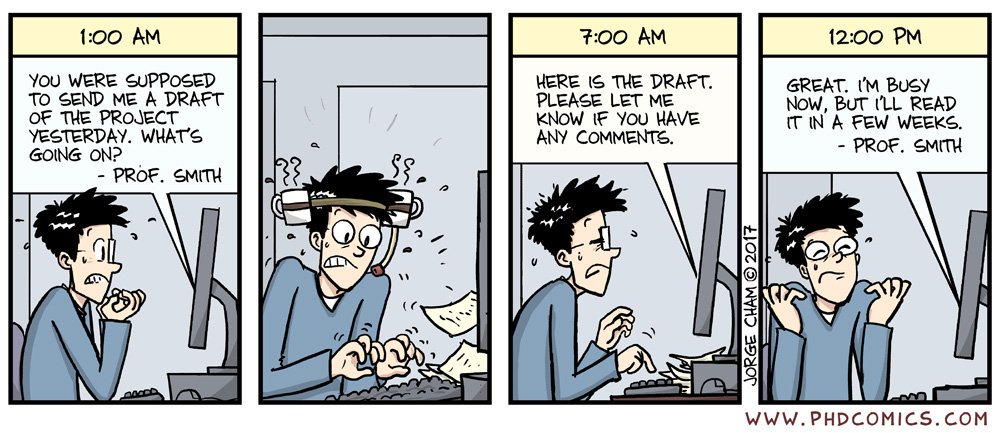 1:00 AM
YOU WERE SUPPOSED
TO SEND ME A DRAFT
OF THE PROJECT
YESTERDAY. WHAT'S
GOING ON?
- PROF. SMITH
7:00 AM
HERE IS THE DRAFT.
PLEASE LET ME
KNOW IF YOU HAVE
ANY COMMENTS.
12:00 PM
GREAT. I'M BUSY
NOW, BUT I'LL READ
IT IN A FEW WEEKS.
- PROF. SMITH
JORGE CHAM © 2017
WWW.PHDCOMICS.COM